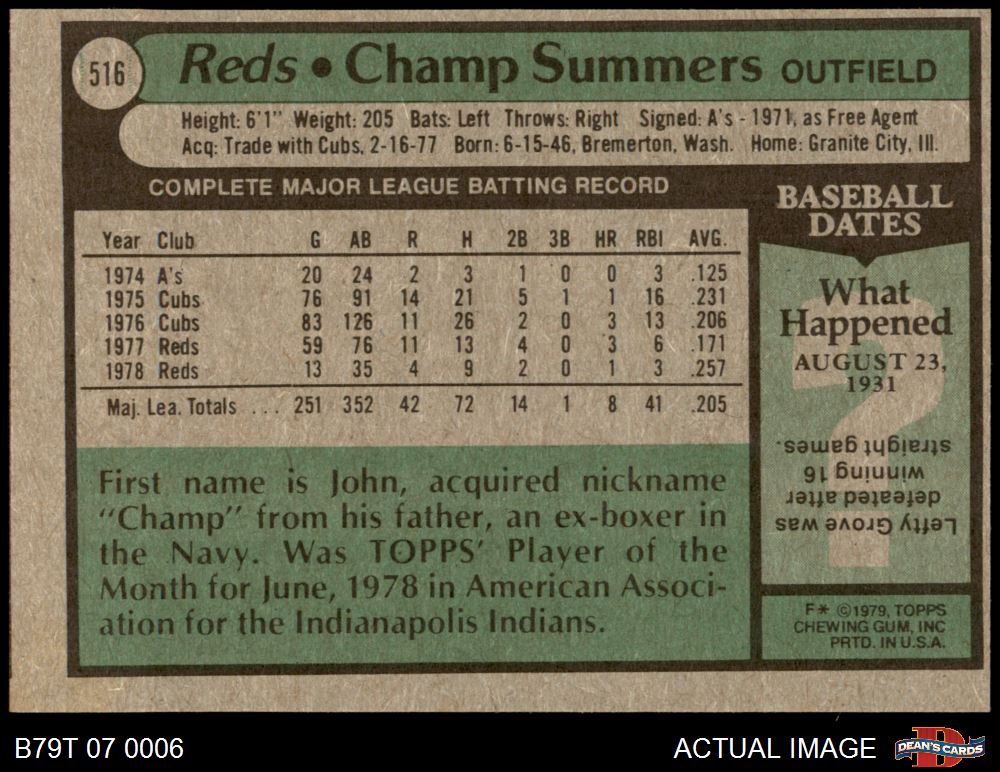 516
Reds • Champ Summers OUTFIELD
Height: 6'1" Weight: 205 Bats: Left Throws: Right Signed: A's - 1971, as Free Agent
Acq: Trade with Cubs, 2-16-77 Born: 6-15-46, Bremerton, Wash. Home: Granite City, Ill.
COMPLETE MAJOR LEAGUE BATTING RECORD
Year Club G AB R H 2B 3B HR RBI AVG.
1974 A's 20 24 2 3 1 0 0 3 .125
1975 Cubs 76 91 14 21 5 1 1 16 .231
1976 Cubs 83 126 11 26 2 0 3 13 .206
1977 Reds 59 76 11 13 4 0 3 6 .171
1978 Reds 13 35 4 9 2 0 1 3 .257
Maj. Lea. Totals ... 251 352 42 72 14 1 8 41 .205
First name is John, acquired nickname
"Champ" from his father, an ex-boxer in
the Navy. Was TOPPS' Player of the
Month for June, 1978 in American Associ-
ation for the Indianapolis Indians.
BASEBALL
DATES
What
Happened
AUGUST 23,
1931
?
Lefty Grove was
defeated after
winning 16
straight games.
F* ©1979, TOPPS
CHEWING GUM, INC
PRTD. IN U.S.A.
B79T 07 0006
ACTUAL IMAGE
D
DEAN'S CARDS